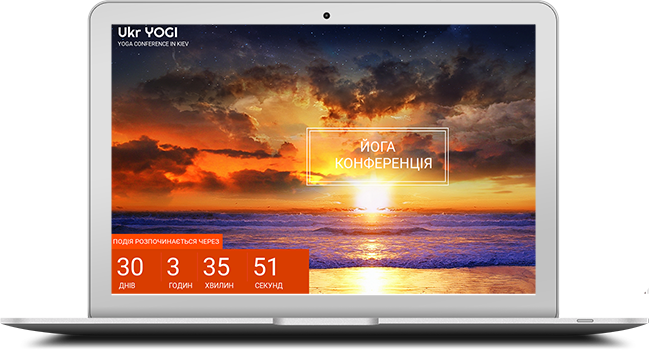 Ukr YOGI
YOGA CONFERENCE IN KIEV
ЙОГА
КОНФЕРЕНЦІЯ
ПОДІЯ РОЗПОЧИНАЄТЬСЯ ЧЕРЕЗ
30 3 35 51
ДНІВ ГОДИН ХВИЛИН СЕКУНД